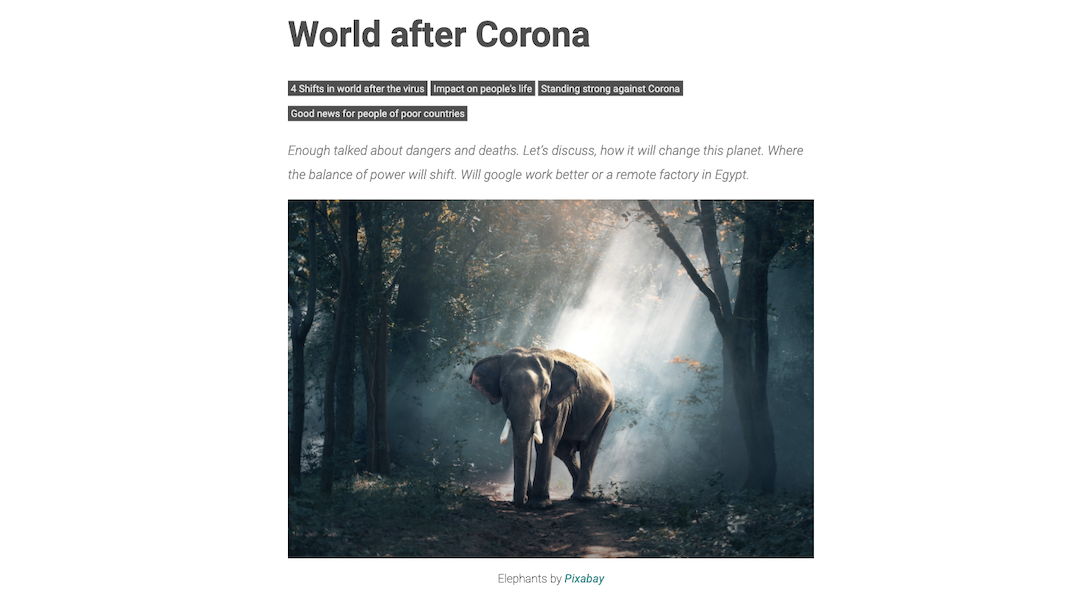 World after Corona
4 Shifts in world after the virus Impact on people's life Standing strong against Corona
Good news for people of poor countries
Enough talked about dangers and deaths. Let's discuss, how it will change this planet. Where
the balance of power will shift. Will google work better or a remote factory in Egypt.
Elephants by Pixabay